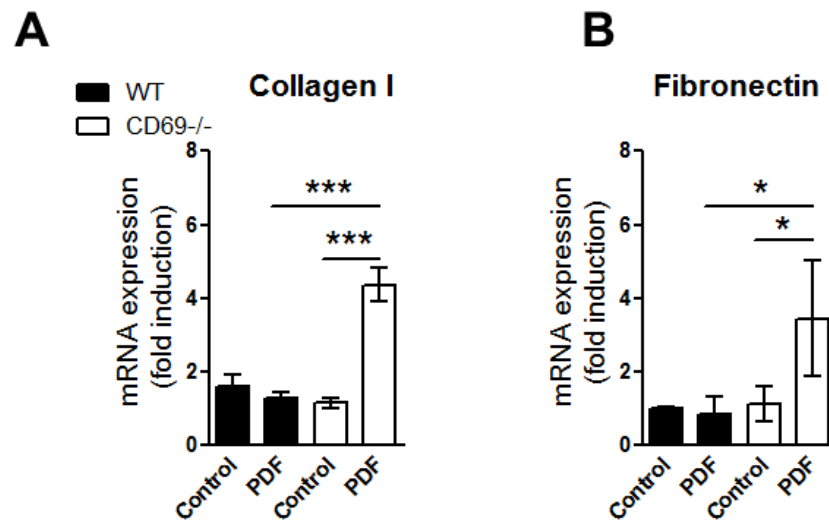 A
Collagen I
WT
CD69-/-
mRNA expression
(fold induction)
8
6
4
2
0
***
***
Control
PDF
Control
PDF
B
Fibronectin
mRNA expression
(fold induction)
8
6
4
2
0
*
*
Control
PDF
Control
PDF